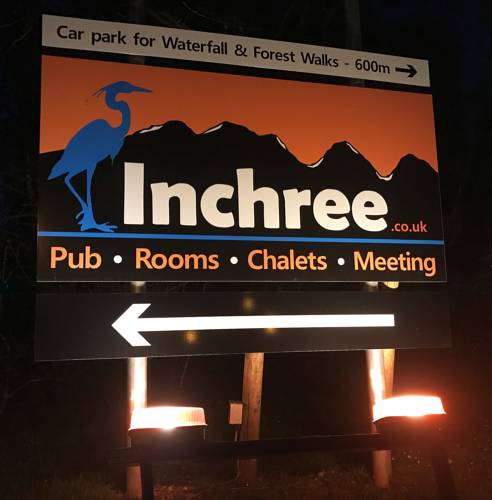 Car park for Waterfall & Forest Walks - 600m →
Inchree.co.uk
Pub • Rooms • Chalets • Meeting